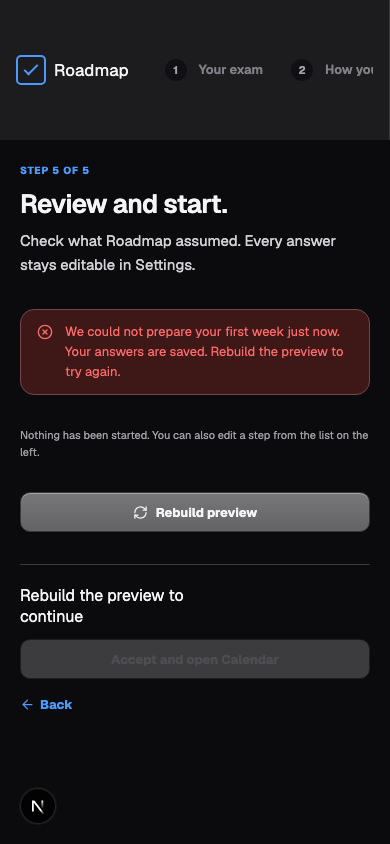 Roadmap
1 Your exam
2 How you
STEP 5 OF 5
Review and start.
Check what Roadmap assumed. Every answer
stays editable in Settings.
We could not prepare your first week just now.
Your answers are saved. Rebuild the preview to
try again.
Nothing has been started. You can also edit a step from the list on the
left.
Rebuild preview
Rebuild the preview to
continue
Accept and open Calendar
Back
N